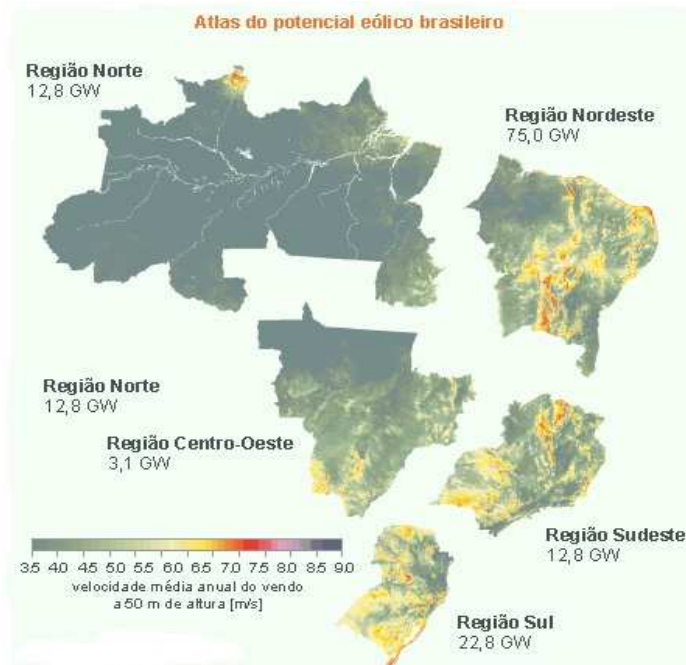 Atlas do potencial eólico brasileiro
Região Norte
12,8 GW
Região Nordeste
75,0 GW
Região Norte
12,8 GW
Região Centro-Oeste
3,1 GW
Região Sudeste
12,8 GW
3.5 4.0 4.5 5.5 6.0 6.5 7.0 7.5 8.0 8.5 9.0
velocidade média anual do vendo
a 50 m de altura [m/s]
Região Sul
22,8 GW